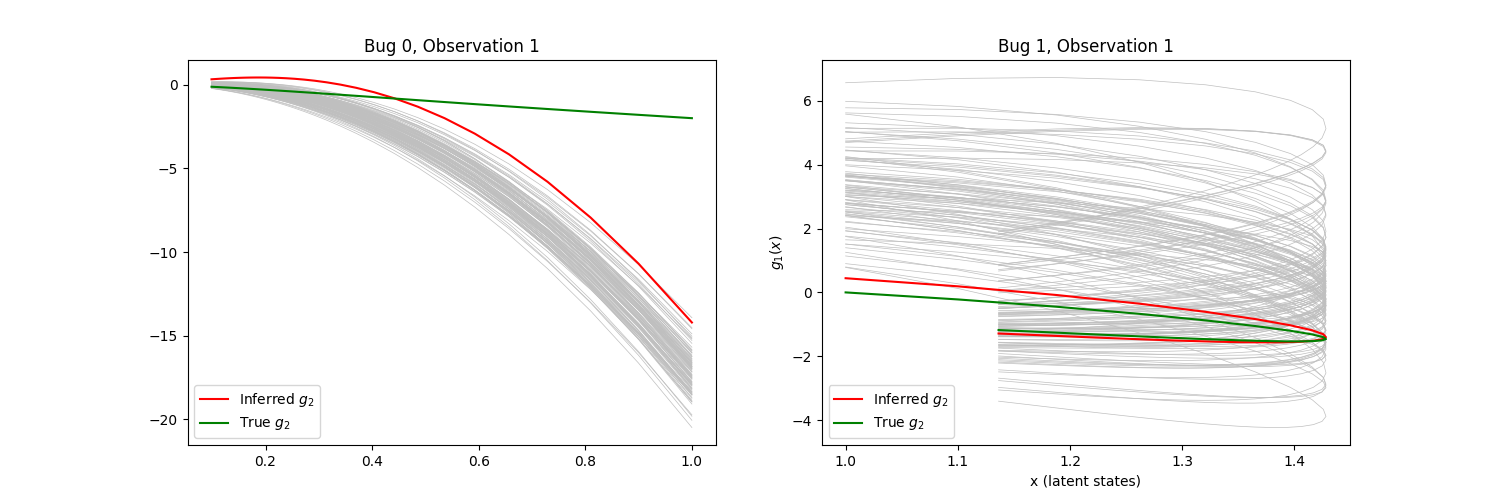 Bug 0, Observation 1
0
−5
−10
−15
−20
0.2 0.4 0.6 0.8 1.0
Inferred g₂
True g₂
Bug 1, Observation 1
g₁(x)
6
4
2
0
−2
−4
1.0 1.1 1.2 1.3 1.4
x (latent states)
Inferred g₂
True g₂